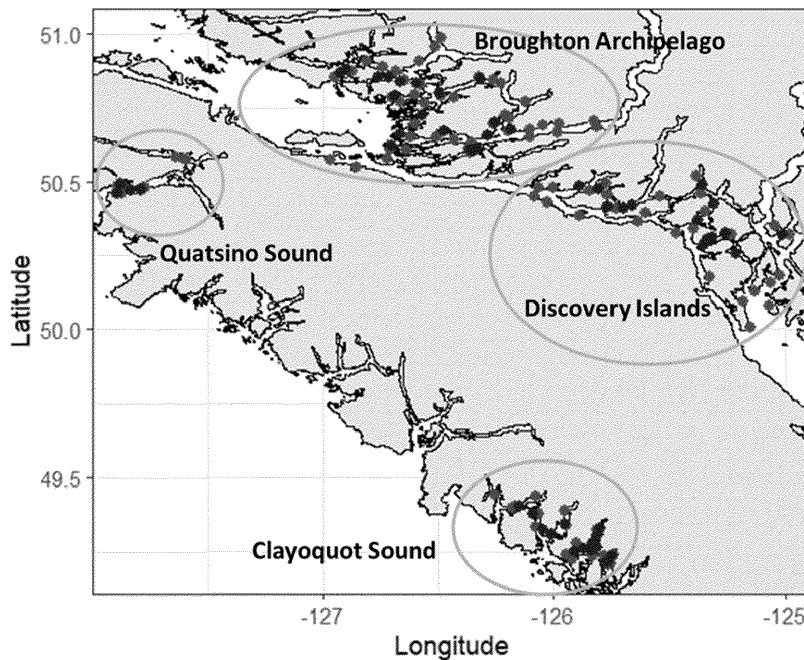 51.0
Broughton Archipelago
50.5
Quatsino Sound
Latitude
Discovery Islands
50.0
49.5
Clayoquot Sound
-127
-126
-125
Longitude